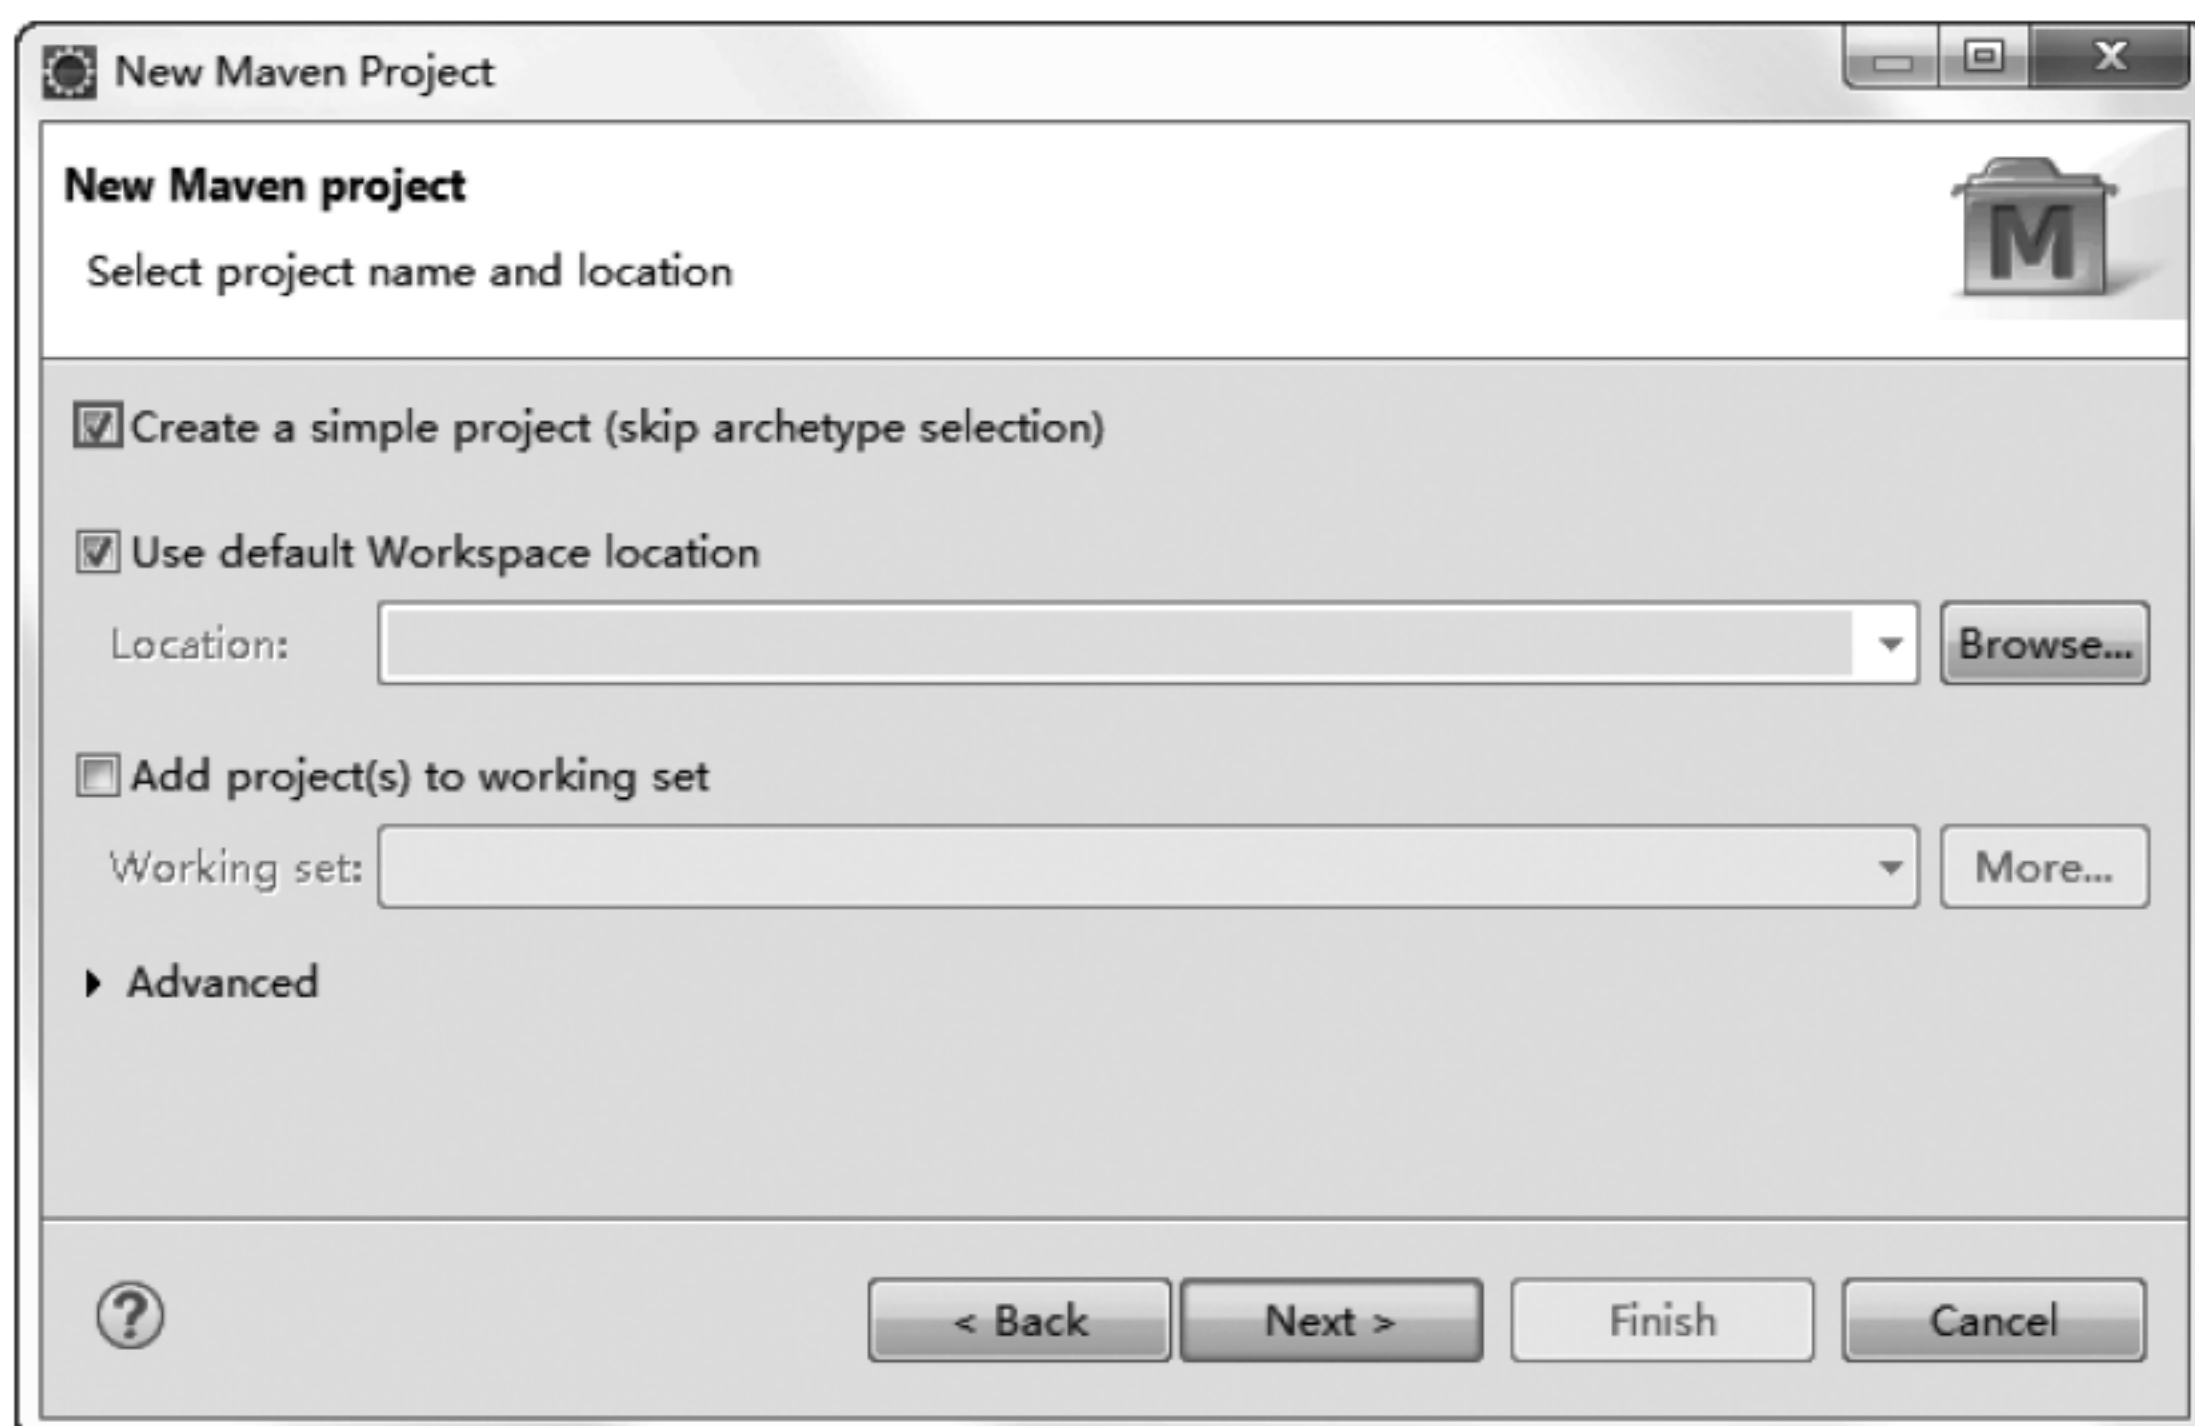 New Maven Project
New Maven project
M
Select project name and location
Create a simple project (skip archetype selection)
Use default Workspace location
Location:
Browse...
Add project(s) to working set
Working set:
More...
Advanced
?
< Back
Next >
Finish
Cancel